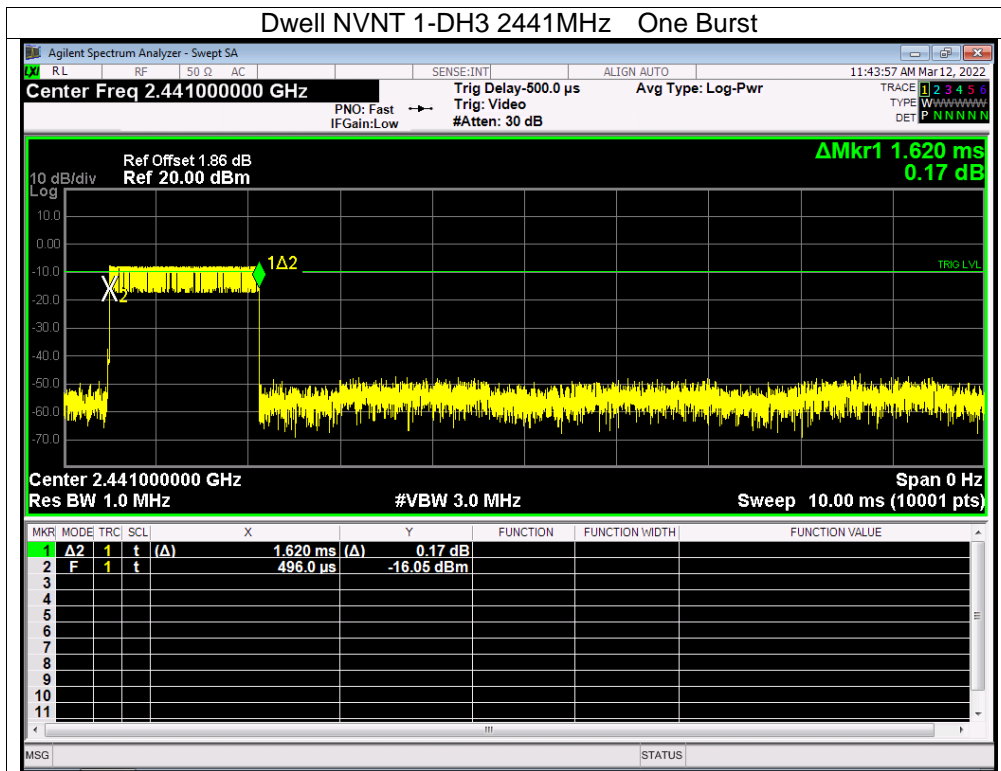 Dwell NVNT 1-DH3 2441MHz One Burst
Agilent Spectrum Analyzer - Swept SA
LXI RL RF 50 Ω AC SENSE:INT ALIGN AUTO 11:43:57 AM Mar 12, 2022
Center Freq 2.441000000 GHz Trig Delay-500.0 µs Avg Type: Log-Pwr TRACE 1 2 3 4 5 6
PNO: Fast Trig: Video TYPE WWWWWW
IFGain:Low #Atten: 30 dB DET P N N N N N
ΔMkr1 1.620 ms
0.17 dB
Ref Offset 1.86 dB
10 dB/div Ref 20.00 dBm
Log
10.0
0.00
-10.0
-20.0
-30.0
-40.0
-50.0
-60.0
-70.0
1Δ2
X2
TRIG LVL
Center 2.441000000 GHz Span 0 Hz
Res BW 1.0 MHz #VBW 3.0 MHz Sweep 10.00 ms (10001 pts)
MKR MODE TRC SCL X Y FUNCTION FUNCTION WIDTH FUNCTION VALUE
1 Δ2 1 t (Δ) 1.620 ms (Δ) 0.17 dB
2 F 1 t 496.0 µs -16.05 dBm
3
4
5
6
7
8
9
10
11
MSG STATUS